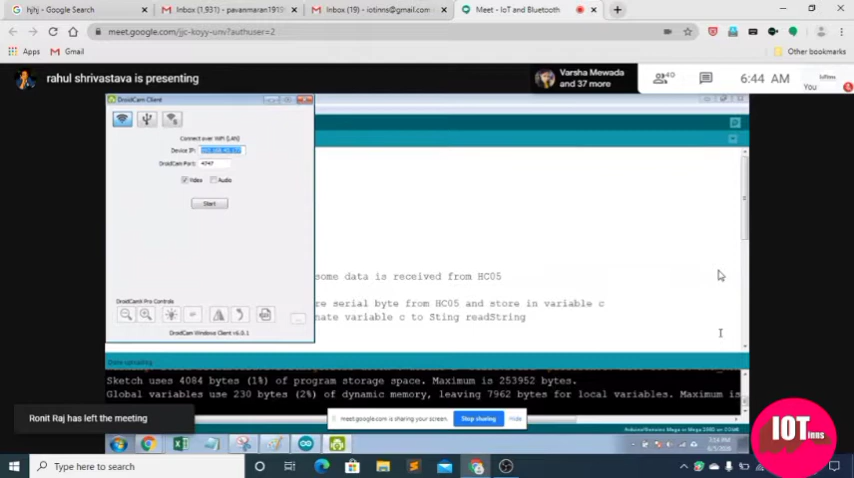 hjhj - Google Search
Inbox (1,931) - pavanmaran1919
Inbox (19) - iotinns@gmail.com
Meet - IoT and Bluetooth
meet.google.com/jjc-koyy-unv?authuser=2
Apps
Gmail
Other bookmarks
rahul shrivastava is presenting
Varsha Mewada
and 37 more
40
6:44 AM
You
DroidCam Client
Connect over WiFi (LAN)
Device IP:
DroidCam Port: 4747
Video
Audio
Start
some data is received from HC05
re serial byte from HC05 and store in variable c
nate variable c to Sting readString
DroidCamX Pro Controls
DroidCam Windows Client v6.0.1
Done uploading
Sketch uses 4084 bytes (1%) of program storage space. Maximum is 253952 bytes.
Global variables use 230 bytes (2%) of dynamic memory, leaving 7962 bytes for local variables. Maximum is
Ronit Raj has left the meeting
meet.google.com is sharing your screen.
Stop sharing
Hide
IOT
inns
Type here to search